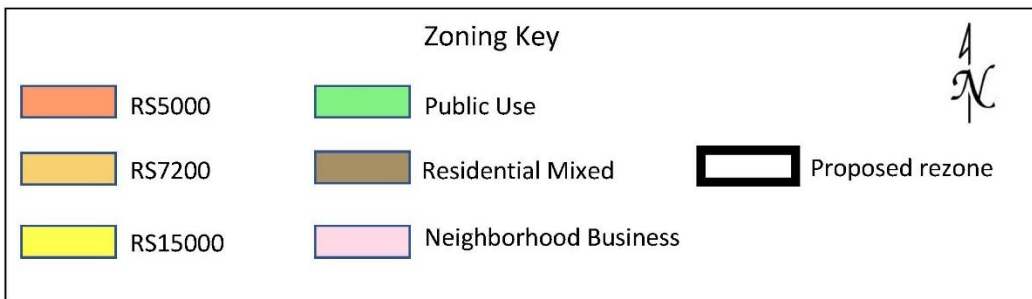 Zoning Key
N
RS5000
Public Use
RS7200
Residential Mixed
Proposed rezone
RS15000
Neighborhood Business